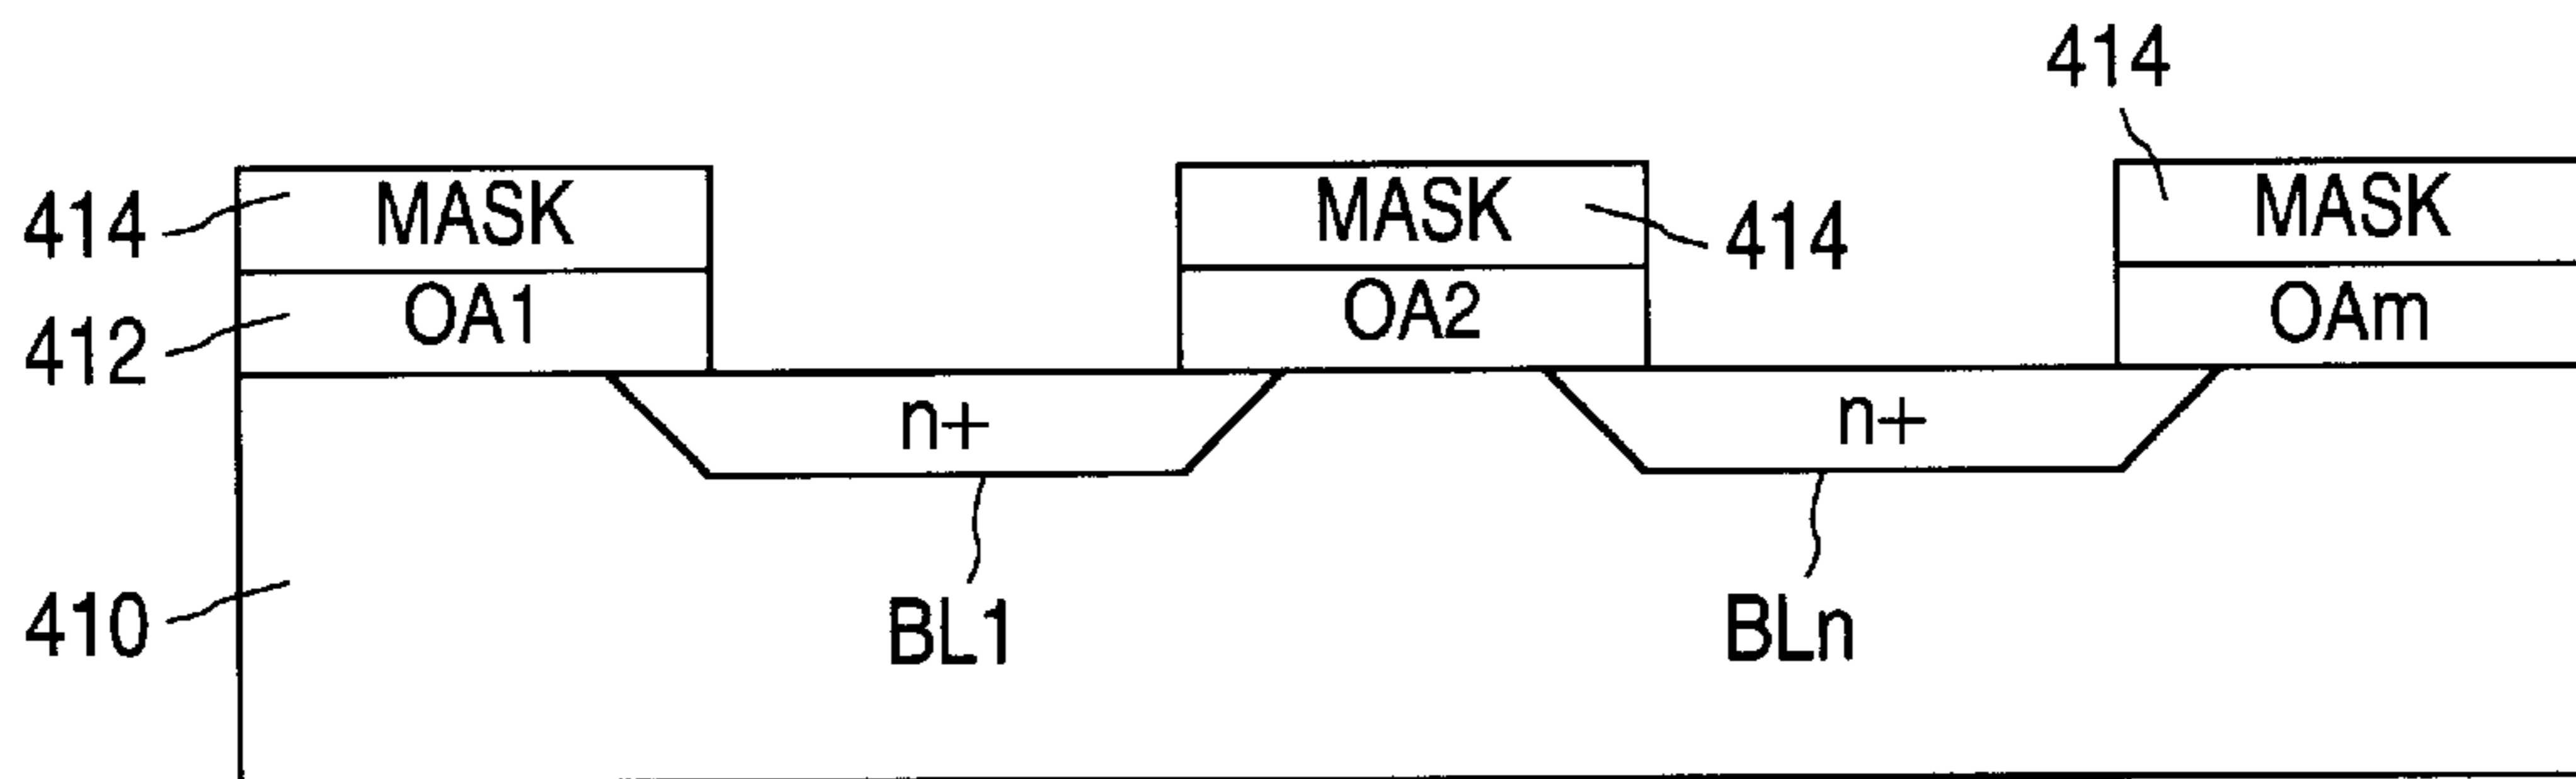 414
414 MASK MASK 414 MASK
412 OA1 OA2 OAm
n+ n+
410 BL1 BLn